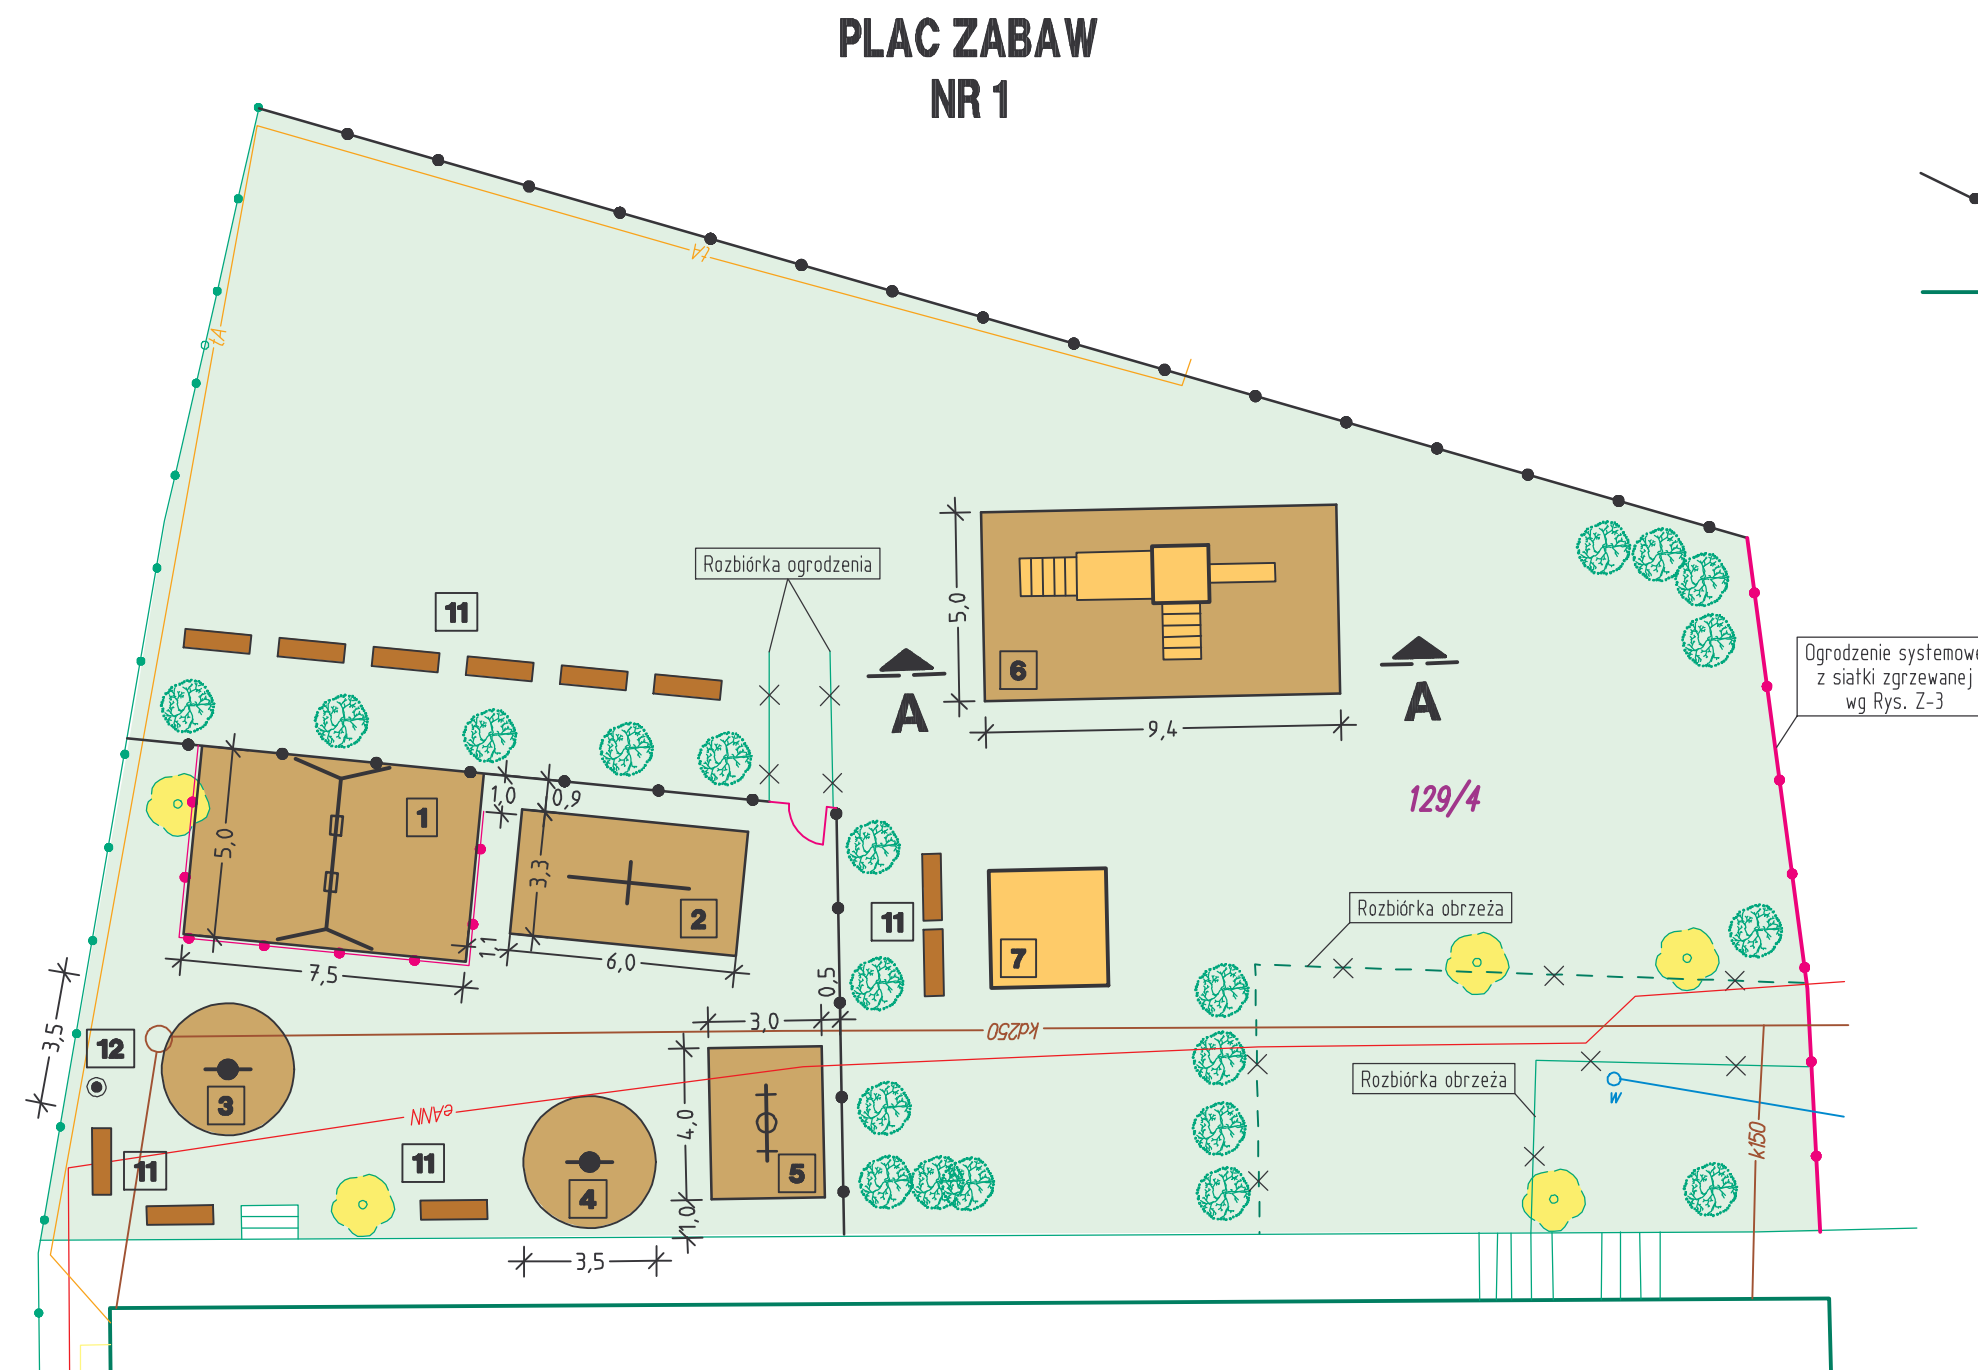 PLAC ZABAW
NR 1
tA
tA
Rozbiórka ogrodzenia
11
5,0
6
A
A
9,4
Ogrodzenie systemowe
z siatki zgrzewanej
wg Rys. Z-3
129/4
1,0
0,9
1
5,0
3,3
2
11
7
Rozbiórka obrzeża
7,5
1,1
6,0
0,5
3,5
12
3
3,0
kd250
eANN
4,0
Rozbiórka obrzeża
w
k150
11
11
4
5
1,0
3,5